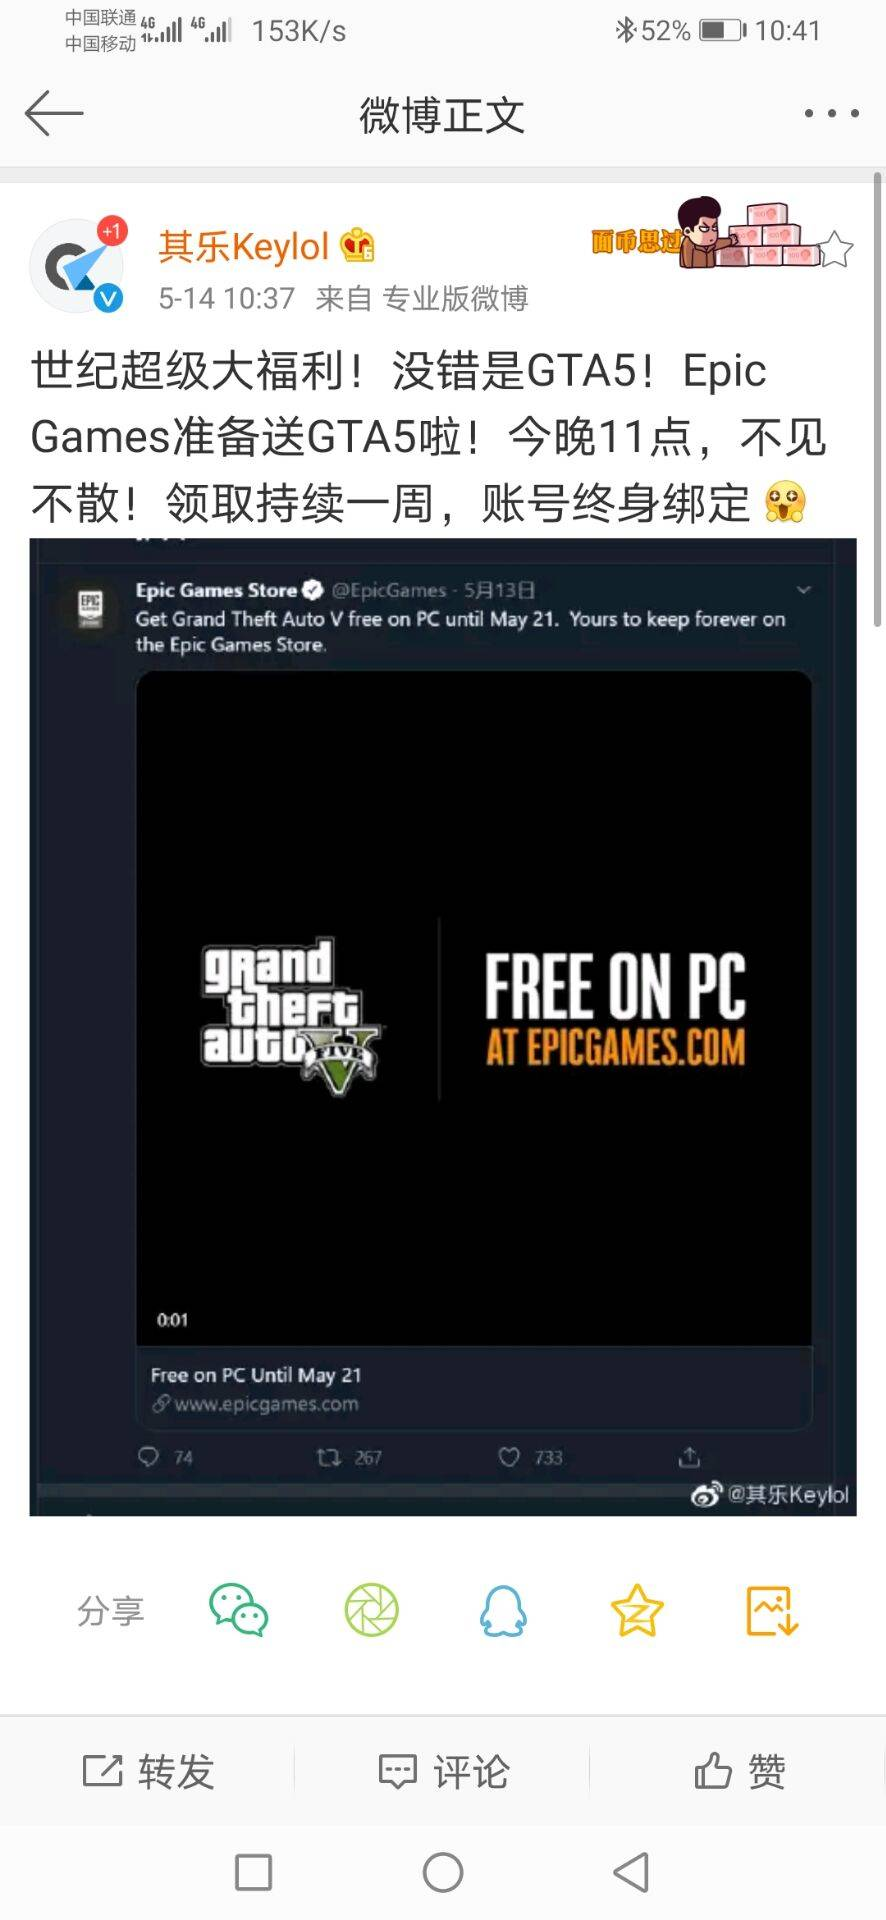 中国联通 4G 4G 153K/s 52% 10:41
中国移动
微博正文
+1
其乐Keylol 6
面币思过
5-14 10:37 来自 专业版微博
世纪超级大福利！没错是GTA5！Epic
Games准备送GTA5啦！今晚11点，不见
不散！领取持续一周，账号终身绑定
EPIC
Epic Games Store @EpicGames · 5月13日
Get Grand Theft Auto V free on PC until May 21. Yours to keep forever on
the Epic Games Store.
grand
theft
auto V
FIVE
FREE ON PC
AT EPICGAMES.COM
0:01
Free on PC Until May 21
www.epicgames.com
74 267 733
@其乐Keylol
分享
转发 评论 赞